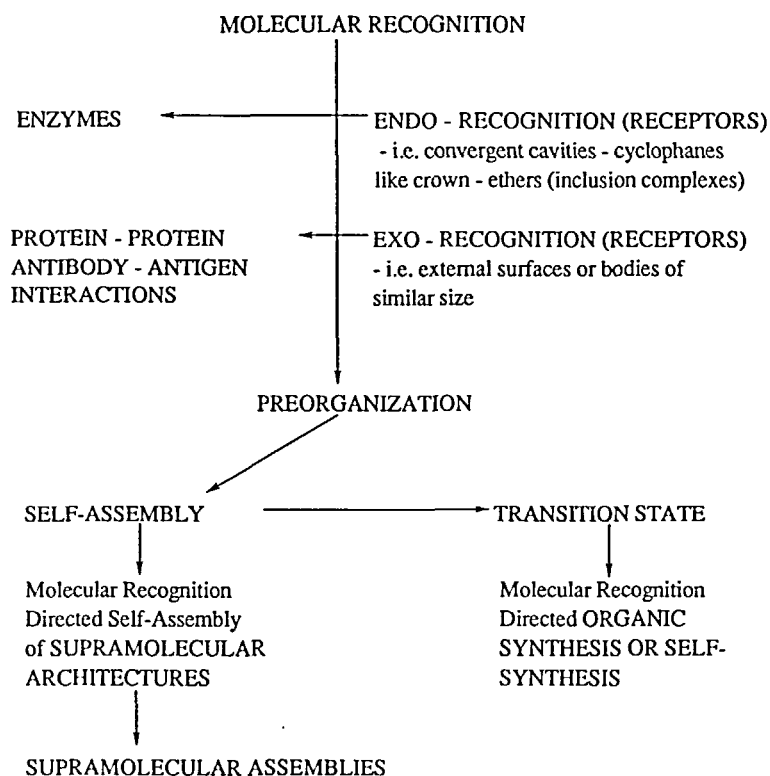 MOLECULAR RECOGNITION
ENZYMES
ENDO - RECOGNITION (RECEPTORS)
- i.e. convergent cavities - cyclophanes
like crown - ethers (inclusion complexes)
PROTEIN - PROTEIN
ANTIBODY - ANTIGEN
INTERACTIONS
EXO - RECOGNITION (RECEPTORS)
- i.e. external surfaces or bodies of
similar size
PREORGANIZATION
SELF-ASSEMBLY
TRANSITION STATE
Molecular Recognition
Directed Self-Assembly
of SUPRAMOLECULAR
ARCHITECTURES
Molecular Recognition
Directed ORGANIC
SYNTHESIS OR SELF-
SYNTHESIS
SUPRAMOLECULAR ASSEMBLIES